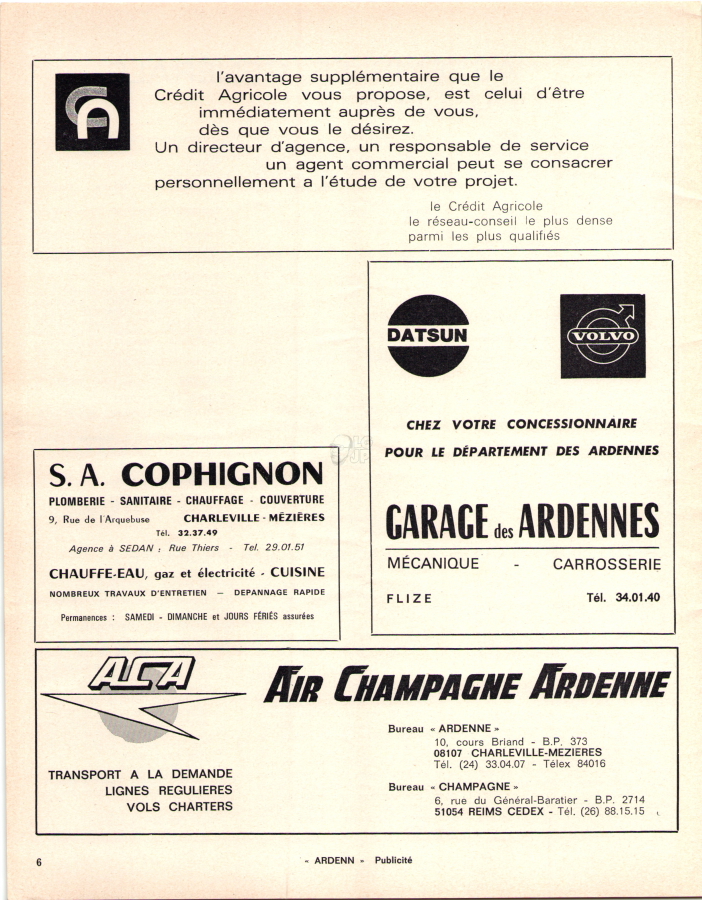 CA
l'avantage supplémentaire que le
Crédit Agricole vous propose, est celui d'être
immédiatement auprès de vous,
dès que vous le désirez.
Un directeur d'agence, un responsable de service
un agent commercial peut se consacrer
personnellement a l'étude de votre projet.
le Crédit Agricole
le réseau-conseil le plus dense
parmi les plus qualifiés
DATSUN
VOLVO
CHEZ VOTRE CONCESSIONNAIRE
POUR LE DÉPARTEMENT DES ARDENNES
GARAGE des ARDENNES
MÉCANIQUE - CARROSSERIE
FLIZE Tél. 34.01.40
S. A. COPHIGNON
PLOMBERIE - SANITAIRE - CHAUFFAGE - COUVERTURE
9, Rue de l'Arquebuse CHARLEVILLE - MÉZIÈRES
Tél. 32.37.49
Agence à SEDAN : Rue Thiers - Tel. 29.01.51
CHAUFFE-EAU, gaz et électricité - CUISINE
NOMBREUX TRAVAUX D'ENTRETIEN — DEPANNAGE RAPIDE
Permanences : SAMEDI - DIMANCHE et JOURS FÉRIÉS assurées
ACA
AIR CHAMPAGNE ARDENNE
TRANSPORT A LA DEMANDE
LIGNES REGULIERES
VOLS CHARTERS
Bureau « ARDENNE »
10, cours Briand - B.P. 373
08107 CHARLEVILLE-MEZIERES
Tél. (24) 33.04.07 - Télex 84016
Bureau « CHAMPAGNE »
6, rue du Général-Baratier - B.P. 2714
51054 REIMS CEDEX - Tél. (26) 88.15.15
6
« ARDENN » Publicité